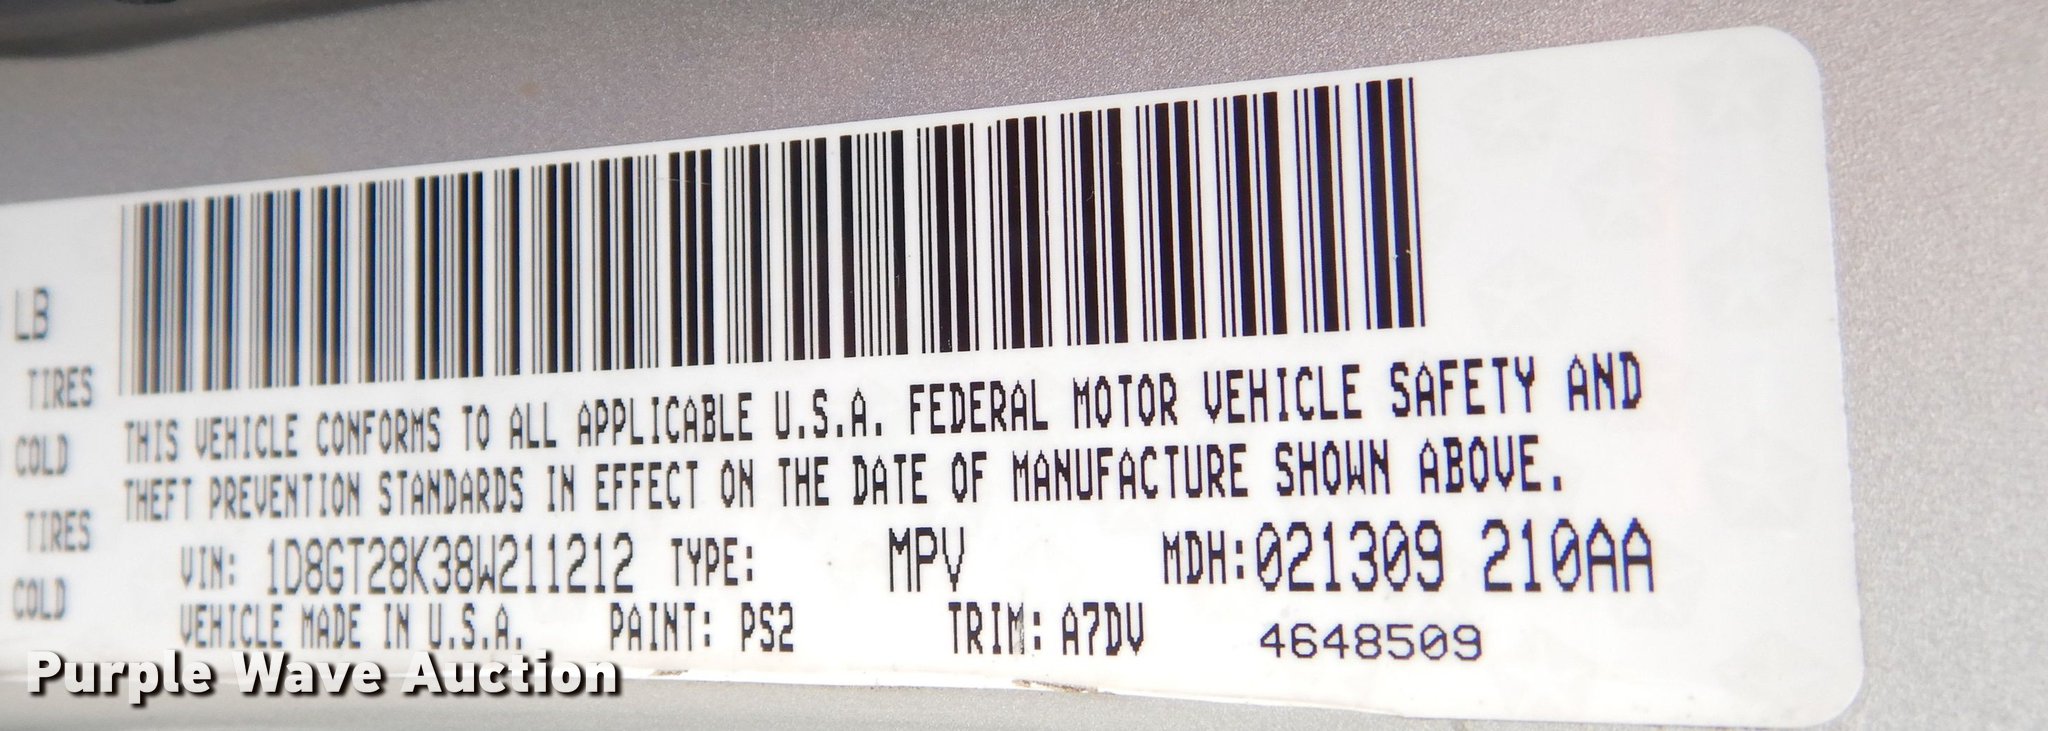 LB
TIRES
COLD
TIRES
COLD
THIS VEHICLE CONFORMS TO ALL APPLICABLE U.S.A. FEDERAL MOTOR VEHICLE SAFETY AND
THEFT PREVENTION STANDARDS IN EFFECT ON THE DATE OF MANUFACTURE SHOWN ABOVE.
VIN: 1D8GT28K38W211212 TYPE: MPV MDH:021309 210AA
VEHICLE MADE IN U.S.A. PAINT: PS2 TRIM: A7DV 4648509
Purple Wave Auction